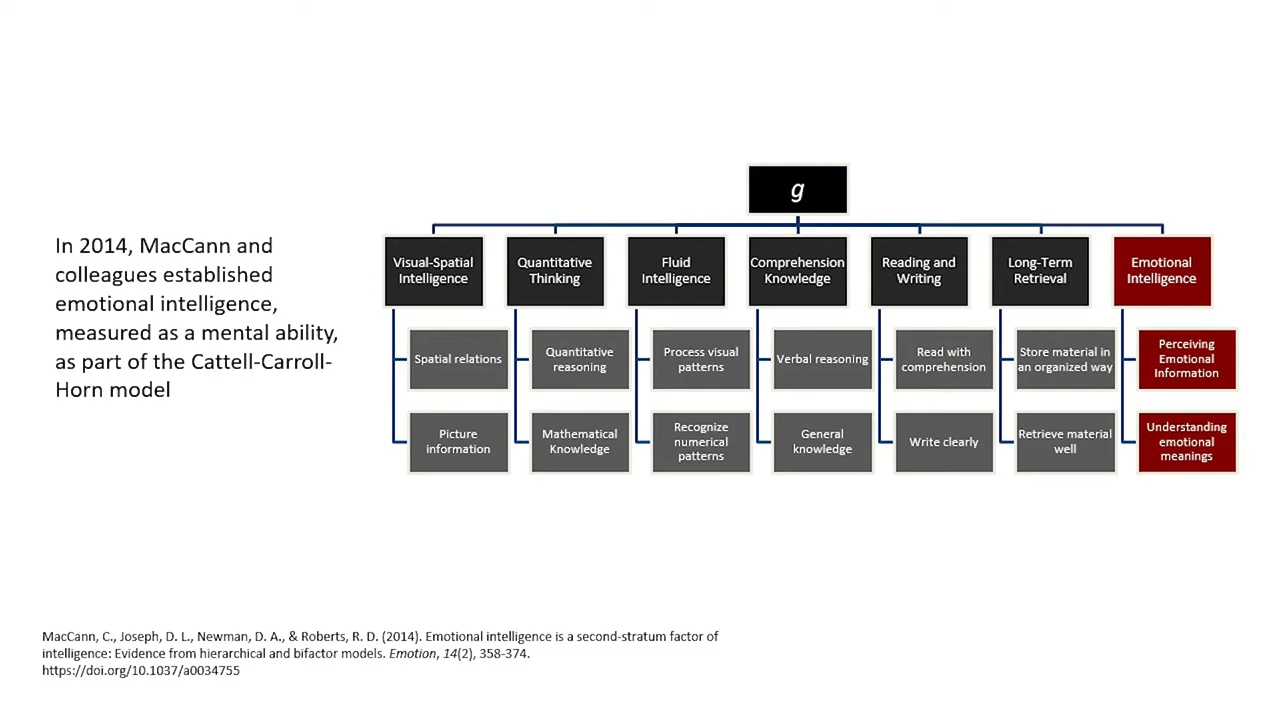 In 2014, MacCann and
colleagues established
emotional intelligence,
measured as a mental ability,
as part of the Cattell-Carroll-
Horn model
g
Visual-Spatial
Intelligence
Spatial relations
Picture
information
Quantitative
Thinking
Quantitative
reasoning
Mathematical
Knowledge
Fluid
Intelligence
Process visual
patterns
Recognize
numerical
patterns
Comprehension
Knowledge
Verbal reasoning
General
knowledge
Reading and
Writing
Read with
comprehension
Write clearly
Long-Term
Retrieval
Store material in
an organized way
Retrieve material
well
Emotional
Intelligence
Perceiving
Emotional
Information
Understanding
emotional
meanings
MacCann, C., Joseph, D. L., Newman, D. A., & Roberts, R. D. (2014). Emotional intelligence is a second-stratum factor of
intelligence: Evidence from hierarchical and bifactor models. Emotion, 14(2), 358-374.
https://doi.org/10.1037/a0034755